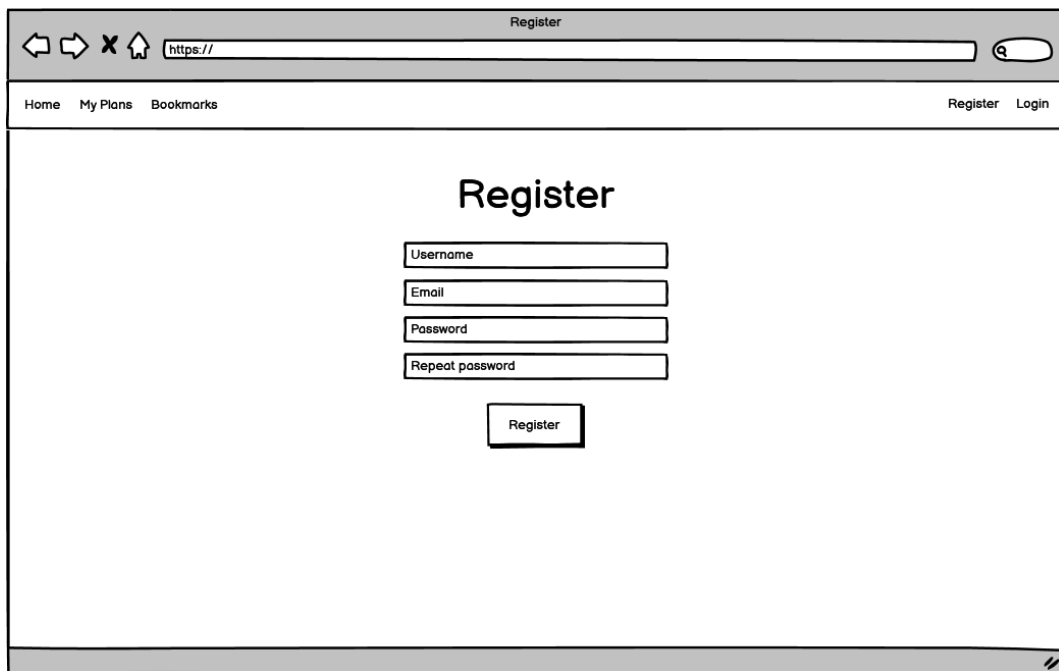 Register
https://
Home My Plans Bookmarks Register Login
Register
Username
Email
Password
Repeat password
Register